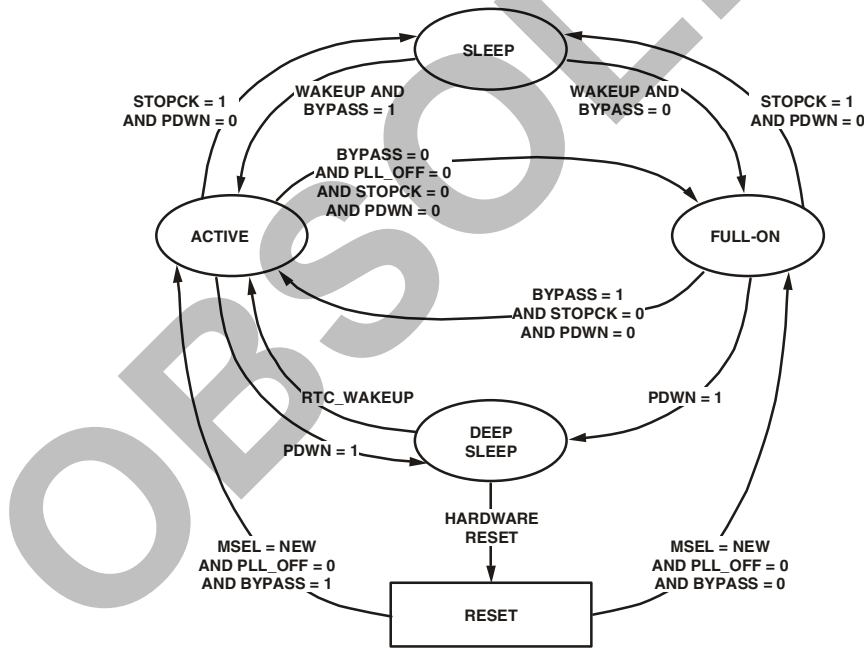 SLEEP
STOPCK = 1
AND PDWN = 0
WAKEUP AND
BYPASS = 1
WAKEUP AND
BYPASS = 0
STOPCK = 1
AND PDWN = 0
BYPASS = 0
AND PLL_OFF = 0
AND STOPCK = 0
AND PDWN = 0
ACTIVE
FULL-ON
BYPASS = 1
AND STOPCK = 0
AND PDWN = 0
RTC_WAKEUP
PDWN = 1
PDWN = 1
DEEP
SLEEP
HARDWARE
RESET
MSEL = NEW
AND PLL_OFF = 0
AND BYPASS = 1
MSEL = NEW
AND PLL_OFF = 0
AND BYPASS = 0
RESET
OBSOL